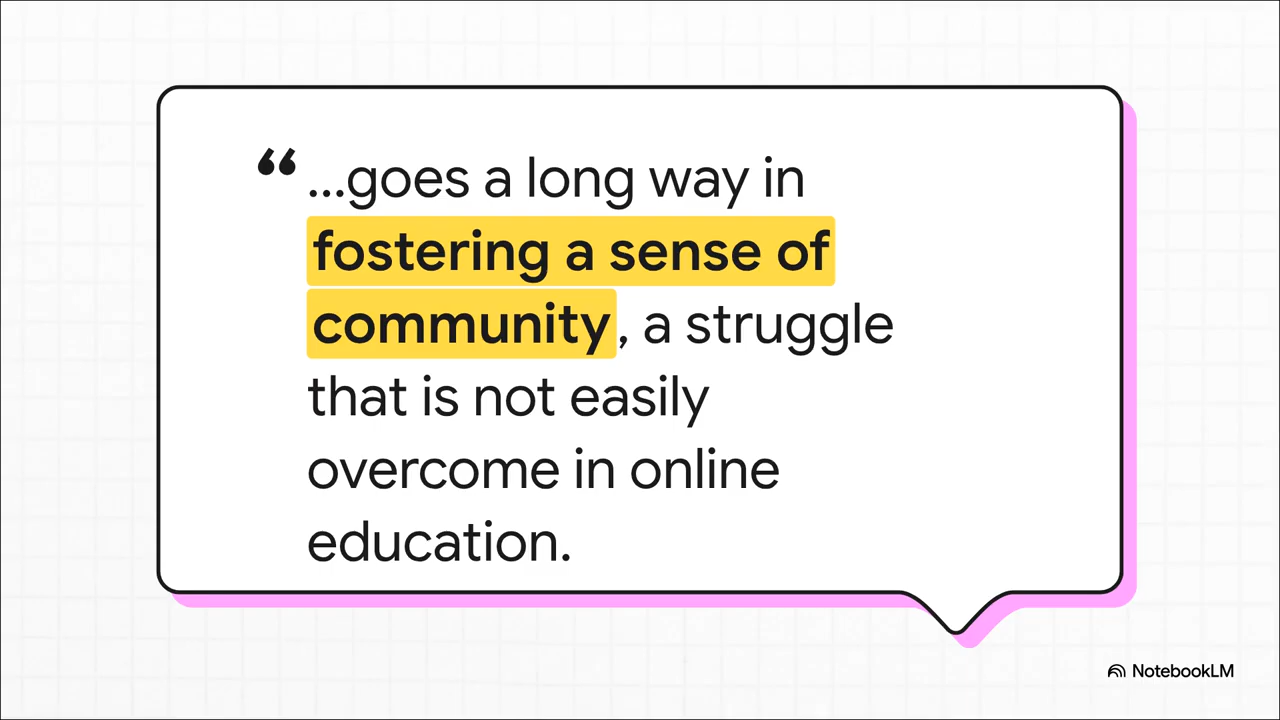 “...goes a long way in
fostering a sense of
community, a struggle
that is not easily
overcome in online
education.
NotebookLM